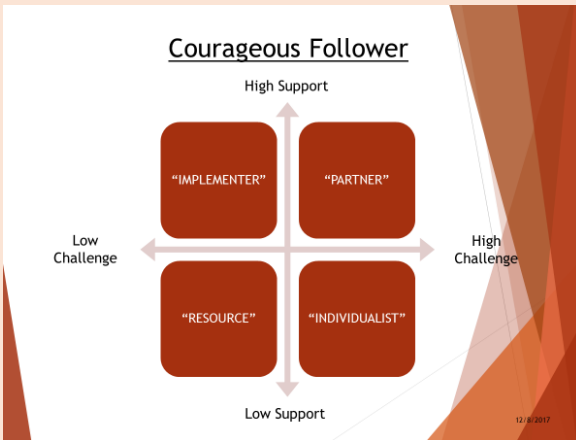 Courageous Follower
High Support
“IMPLEMENTER”
“PARTNER”
Low
Challenge
High
Challenge
“RESOURCE”
“INDIVIDUALIST”
Low Support
12/8/2017